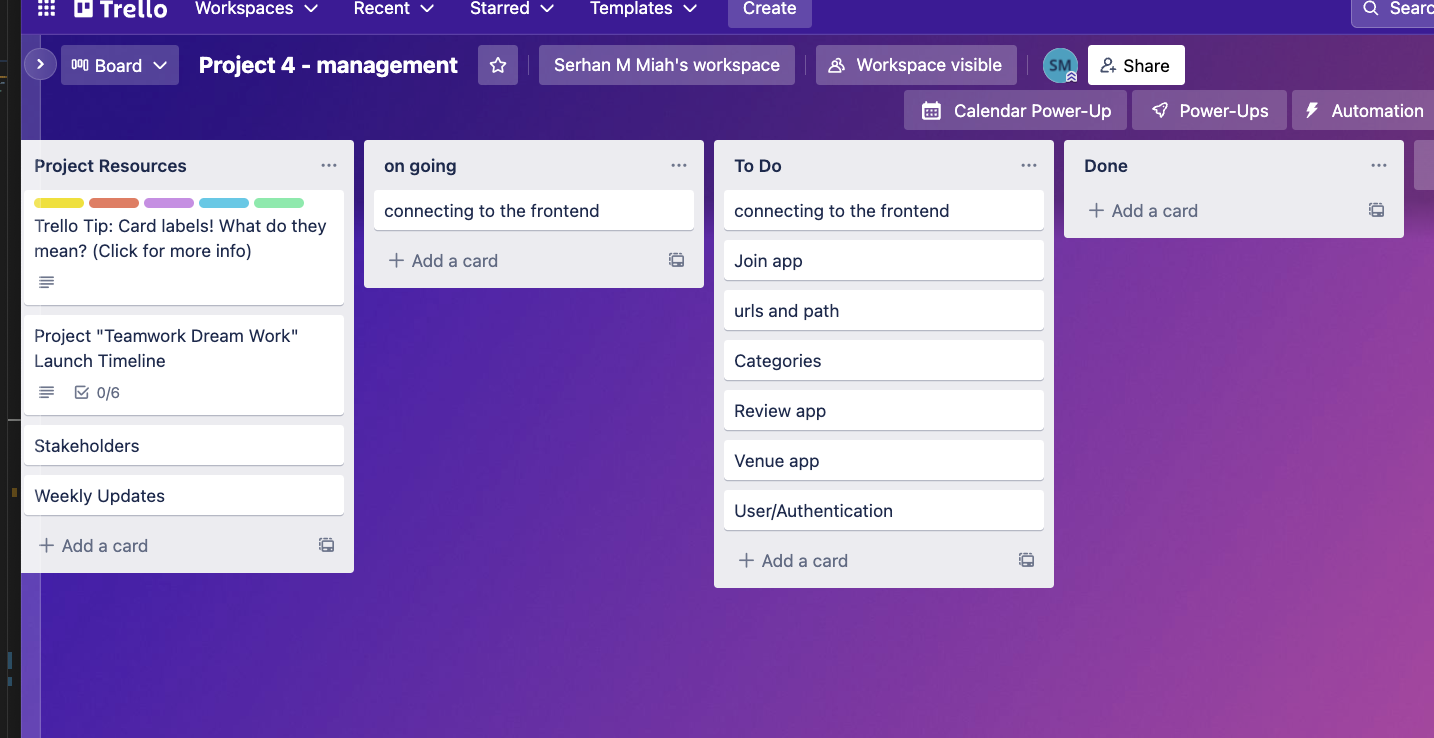 Trello Workspaces Recent Starred Templates Create Searc
Board Project 4 - management Serhan M Miah's workspace Workspace visible SM Share
Calendar Power-Up Power-Ups Automation
Project Resources
Trello Tip: Card labels! What do they
mean? (Click for more info)
Project "Teamwork Dream Work"
Launch Timeline
0/6
Stakeholders
Weekly Updates
Add a card
on going
connecting to the frontend
Add a card
To Do
connecting to the frontend
Join app
urls and path
Categories
Review app
Venue app
User/Authentication
Add a card
Done
Add a card